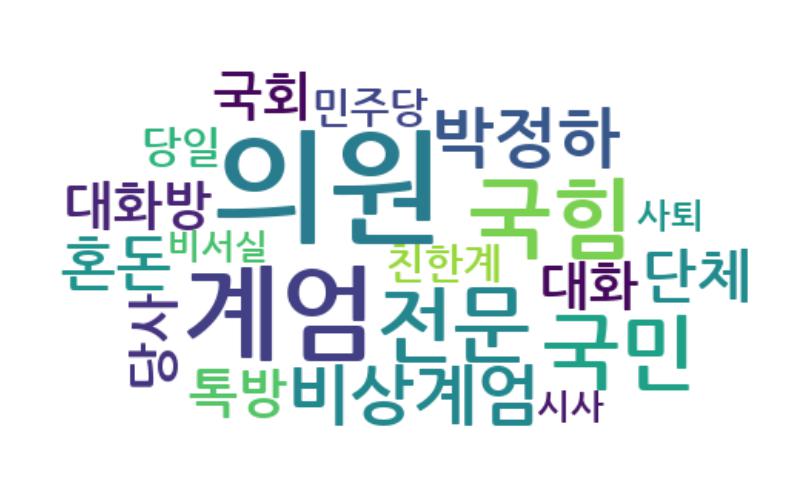 국회
민주당
박정하
당일
의원
대화방
국힘
사퇴
혼돈
비서실
친한계
대화
단체
계엄
전문
당사
국민
톡방
비상계엄
시사